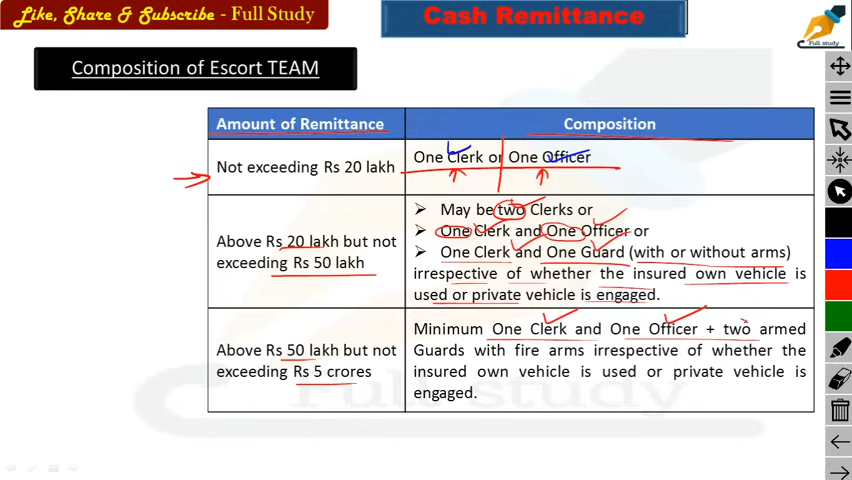 Like, Share & Subscribe - Full Study
Cash Remittance
Full study
Composition of Escort TEAM
Amount of Remittance
Composition
Not exceeding Rs 20 lakh
One Clerk or One Officer
Above Rs 20 lakh but not
exceeding Rs 50 lakh
➢ May be two Clerks or
➢ One Clerk and One Officer or
➢ One Clerk and One Guard (with or without arms)
irrespective of whether the insured own vehicle is
used or private vehicle is engaged.
Above Rs 50 lakh but not
exceeding Rs 5 crores
Minimum One Clerk and One Officer + two armed
Guards with fire arms irrespective of whether the
insured own vehicle is used or private vehicle is
engaged.
Full study